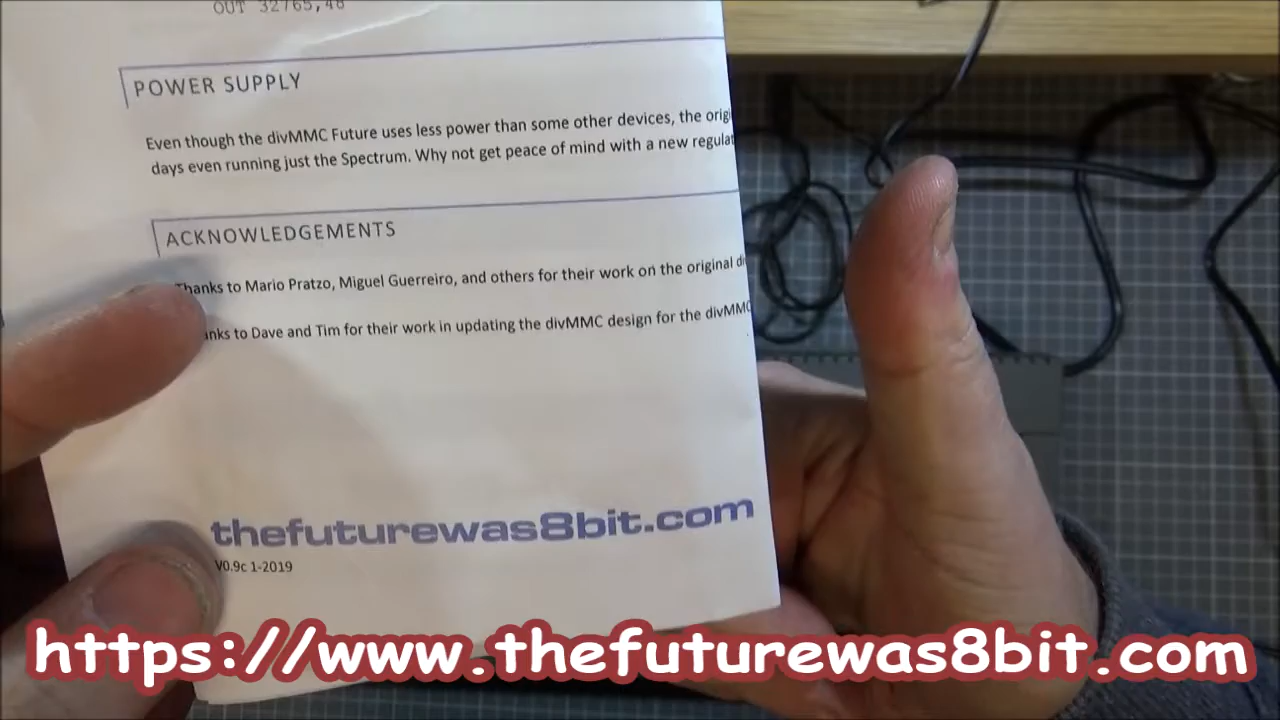 OUT 32765,48
POWER SUPPLY
Even though the divMMC Future uses less power than some other devices, the
days even running just the Spectrum. Why not get peace of mind with a new
ACKNOWLEDGEMENTS
Thanks to Mario Pratzo, Miguel Guerreiro, and others for their work on the original
to Dave and Tim for their work in updating the divMMC design for the divMMC
thefuturewas8bit.com
V0.9c 1-2019
https://www.thefuturewas8bit.com